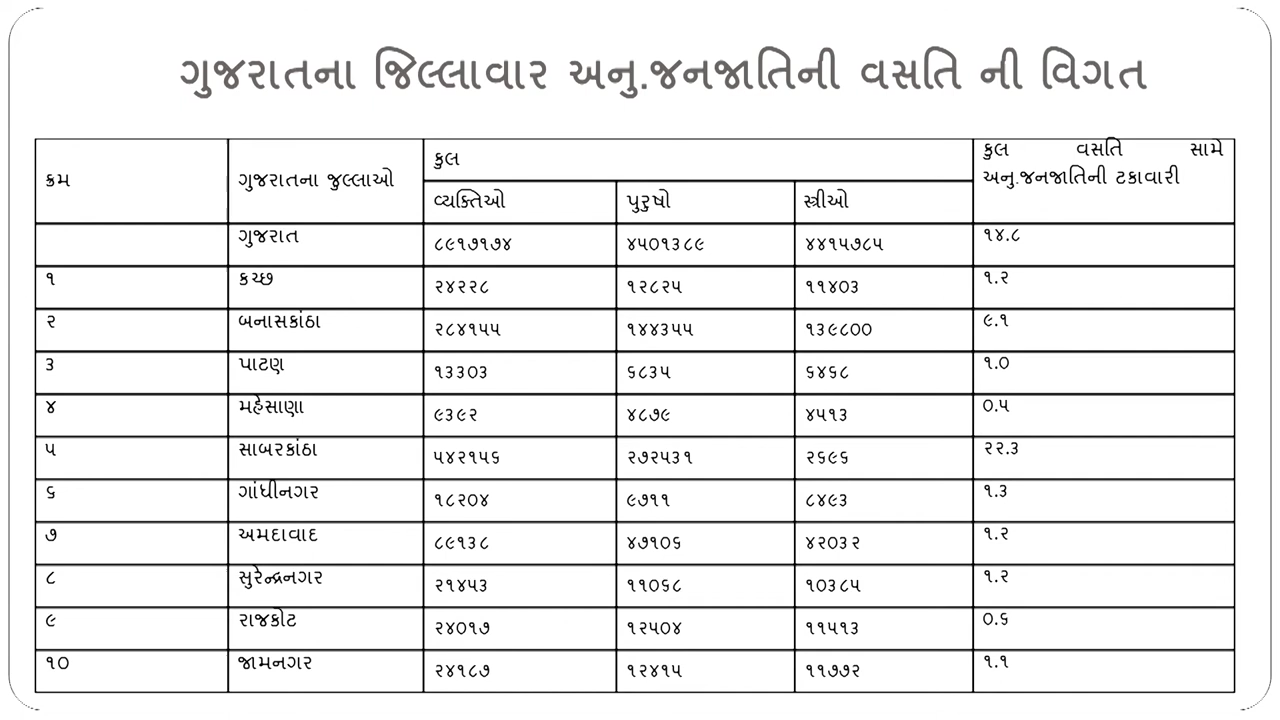 ગુજરાતના જિલ્લાવાર અનુ.જનજાતિની વસતિ ની વિગત
ક્રમ ગુજરાતના જુલ્લાઓ કુલ કુલ વસતિ સામે
અનુ.જનજાતિની ટકાવારી
વ્યક્તિઓ પુરુષો સ્ત્રીઓ
ગુજરાત ૮૯૧૭૧૭૪ ૪૫૦૧૩૮૯ ૪૪૧૫૭૮૫ ૧૪.૮
૧ કચ્છ ૨૪૨૨૮ ૧૨૮૨૫ ૧૧૪૦૩ ૧.૨
૨ બનાસકાંઠા ૨૮૪૧૫૫ ૧૪૪૩૫૫ ૧૩૯૮૦૦ ૯.૧
૩ પાટણ ૧૩૩૦૩ ૬૮૩૫ ૬૪૬૮ ૧.૦
૪ મહેસાણા ૯૩૯૨ ૪૮૭૯ ૪૫૧૩ ૦.૫
૫ સાબરકાંઠા ૫૪૨૧૫૬ ૨૭૨૫૩૧ ૨૬૯૬ ૨૨.૩
૬ ગાંધીનગર ૧૮૨૦૪ ૯૭૧૧ ૮૪૯૩ ૧.૩
૭ અમદાવાદ ૮૯૧૩૮ ૪૭૧૦૬ ૪૨૦૩૨ ૧.૨
૮ સુરેન્દ્રનગર ૨૧૪૫૩ ૧૧૦૬૮ ૧૦૩૮૫ ૧.૨
૯ રાજકોટ ૨૪૦૧૭ ૧૨૫૦૪ ૧૧૫૧૩ ૦.૬
૧૦ જામનગર ૨૪૧૮૭ ૧૨૪૧૫ ૧૧૭૭૨ ૧.૧